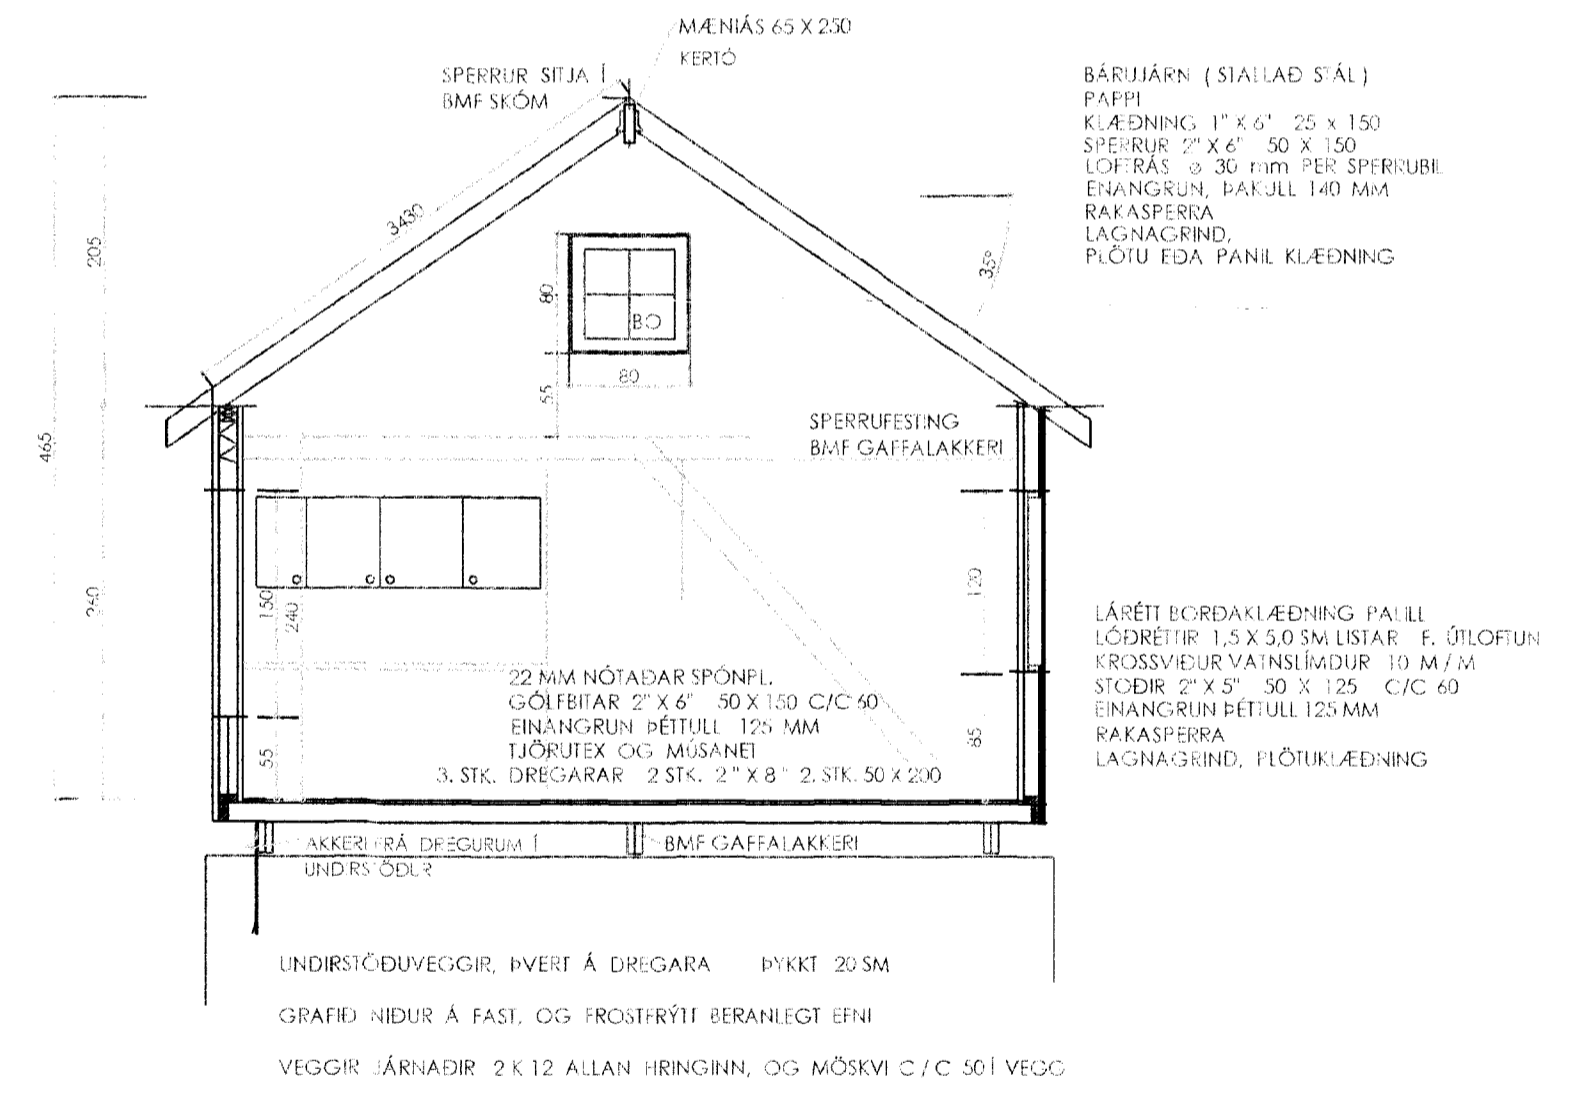 MÆNIÁS 65 X 250
KERTÓ
SPERRUR SITJA Í
BMF SKÓM
BÁRUJÁRN ( STALLAÐ STÁL )
PAPPI
KLÆÐNING 1" X 6" 25 x 150
SPERRUR 2" X 6" 50 X 150
LOFTRÁS ø 30 mm PER SPERRUBIL
ENANGRUN, ÞAKULL 140 MM
RAKASPERRA
LAGNAGRIND,
PLÖTU EÐA PANIL KLÆÐNING
3430
205
35°
80
BO
80
55
465
SPERRUFESTING
BMF GAFFALAKKERI
260
150
240
120
LÁRÉTT BORÐAKLÆÐNING PALILL
LÓÐRÉTTIR 1,5 X 5,0 SM LISTAR F. ÚTLOFTUN
KROSSVIÐUR VATNSLÍMDUR 10 M / M
STOÐIR 2" X 5" 50 X 125 C/C 60
EINANGRUN ÞÉTTULL 125 MM
RAKASPERRA
LAGNAGRIND, PLÖTUKLÆÐNING
22 MM NÓTAÐAR SPÓNPL.
GÓLFBITAR 2" X 6" 50 X 150 C/C 60
EINANGRUN ÞÉTTULL 125 MM
TJÖRUTEX OG MÚSANET
3. STK. DREGARAR 2 STK. 2 " X 8 " 2. STK. 50 X 200
55
85
AKKERI FRÁ DREGURUM Í
UNDIRSTÖÐUR
BMF GAFFALAKKERI
UNDIRSTÖÐUVEGGIR, ÞVERT Á DREGARA ÞYKKT 20 SM
GRAFIÐ NIÐUR Á FAST, OG FROSTFRÝTT BERANLEGT EFNI
VEGGIR JÁRNAÐIR 2 K 12 ALLAN HRINGINN, OG MÖSKVI C / C 50 Í VEGG